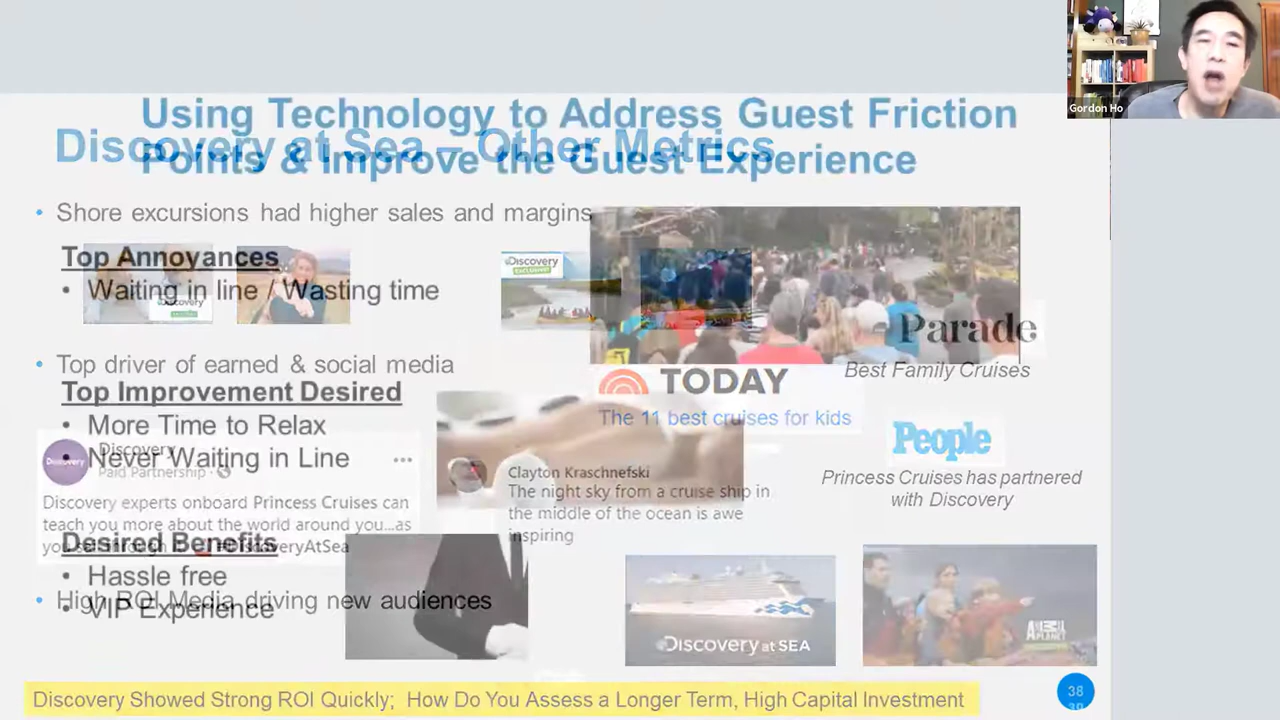 Gordon Ho
Using Technology to Address Guest Friction
Points & Improve the Guest Experience
Discovery at Sea – Other Metrics
• Shore excursions had higher sales and margins
Top Annoyances
• Waiting in line / Wasting time
Discovery
Discovery
Parade
Best Family Cruises
• Top driver of earned & social media
TODAY
The 11 best cruises for kids
Top Improvement Desired
• More Time to Relax
• Never Waiting in Line
People
Princess Cruises has partnered
with Discovery
Discovery
Discovery
Paid Partnership
Discovery experts onboard Princess Cruises can
teach you more about the world around you...as
#DiscoveryAtSea
Clayton Kraschnefski
The night sky from a cruise ship in
the middle of the ocean is awe
inspiring
Desired Benefits
• Hassle free
• VIP Experience
• High ROI Media driving new audiences
Discovery at SEA
Discovery Showed Strong ROI Quickly; How Do You Assess a Longer Term, High Capital Investment
38